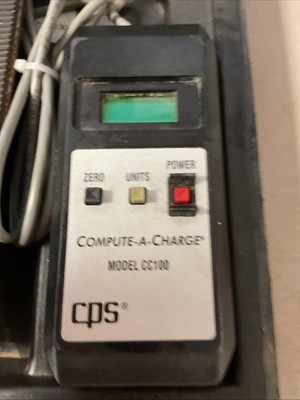 ZERO UNITS POWER
COMPUTE-A-CHARGE®
MODEL CC100
cps®